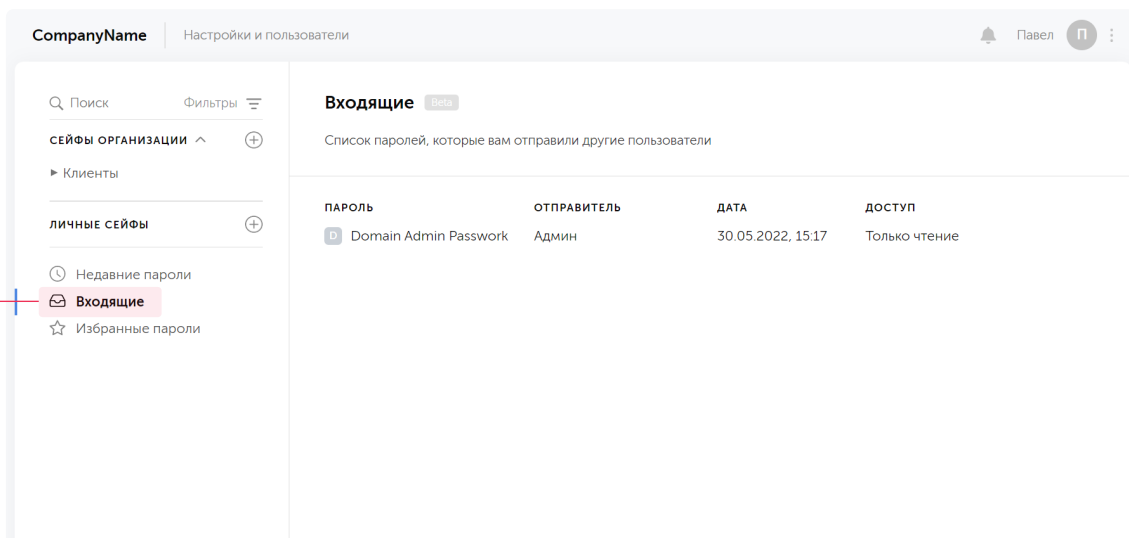 CompanyName Настройки и пользователи Павел П
Поиск Фильтры
СЕЙФЫ ОРГАНИЗАЦИИ
Клиенты
ЛИЧНЫЕ СЕЙФЫ
Недавние пароли
Входящие
Избранные пароли
Входящие Beta
Список паролей, которые вам отправили другие пользователи
ПАРОЛЬ ОТПРАВИТЕЛЬ ДАТА ДОСТУП
D Domain Admin Passwork Админ 30.05.2022, 15:17 Только чтение